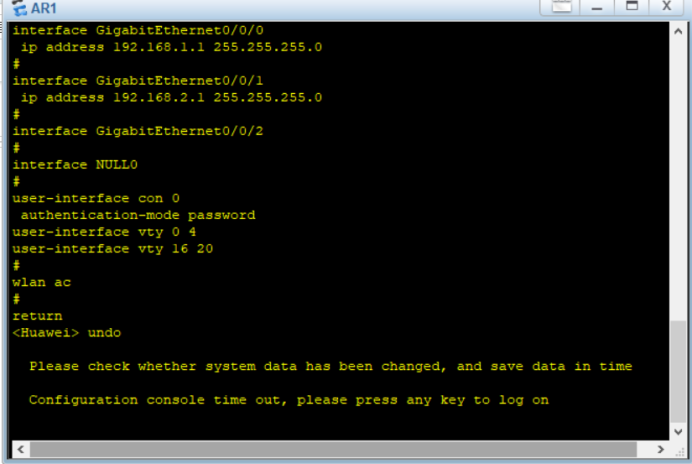 AR1
interface GigabitEthernet0/0/0
 ip address 192.168.1.1 255.255.255.0
#
interface GigabitEthernet0/0/1
 ip address 192.168.2.1 255.255.255.0
#
interface GigabitEthernet0/0/2
#
interface NULL0
#
user-interface con 0
 authentication-mode password
user-interface vty 0 4
user-interface vty 16 20
#
wlan ac
#
return
<Huawei> undo
  Please check whether system data has been changed, and save data in time
  Configuration console time out, please press any key to log on